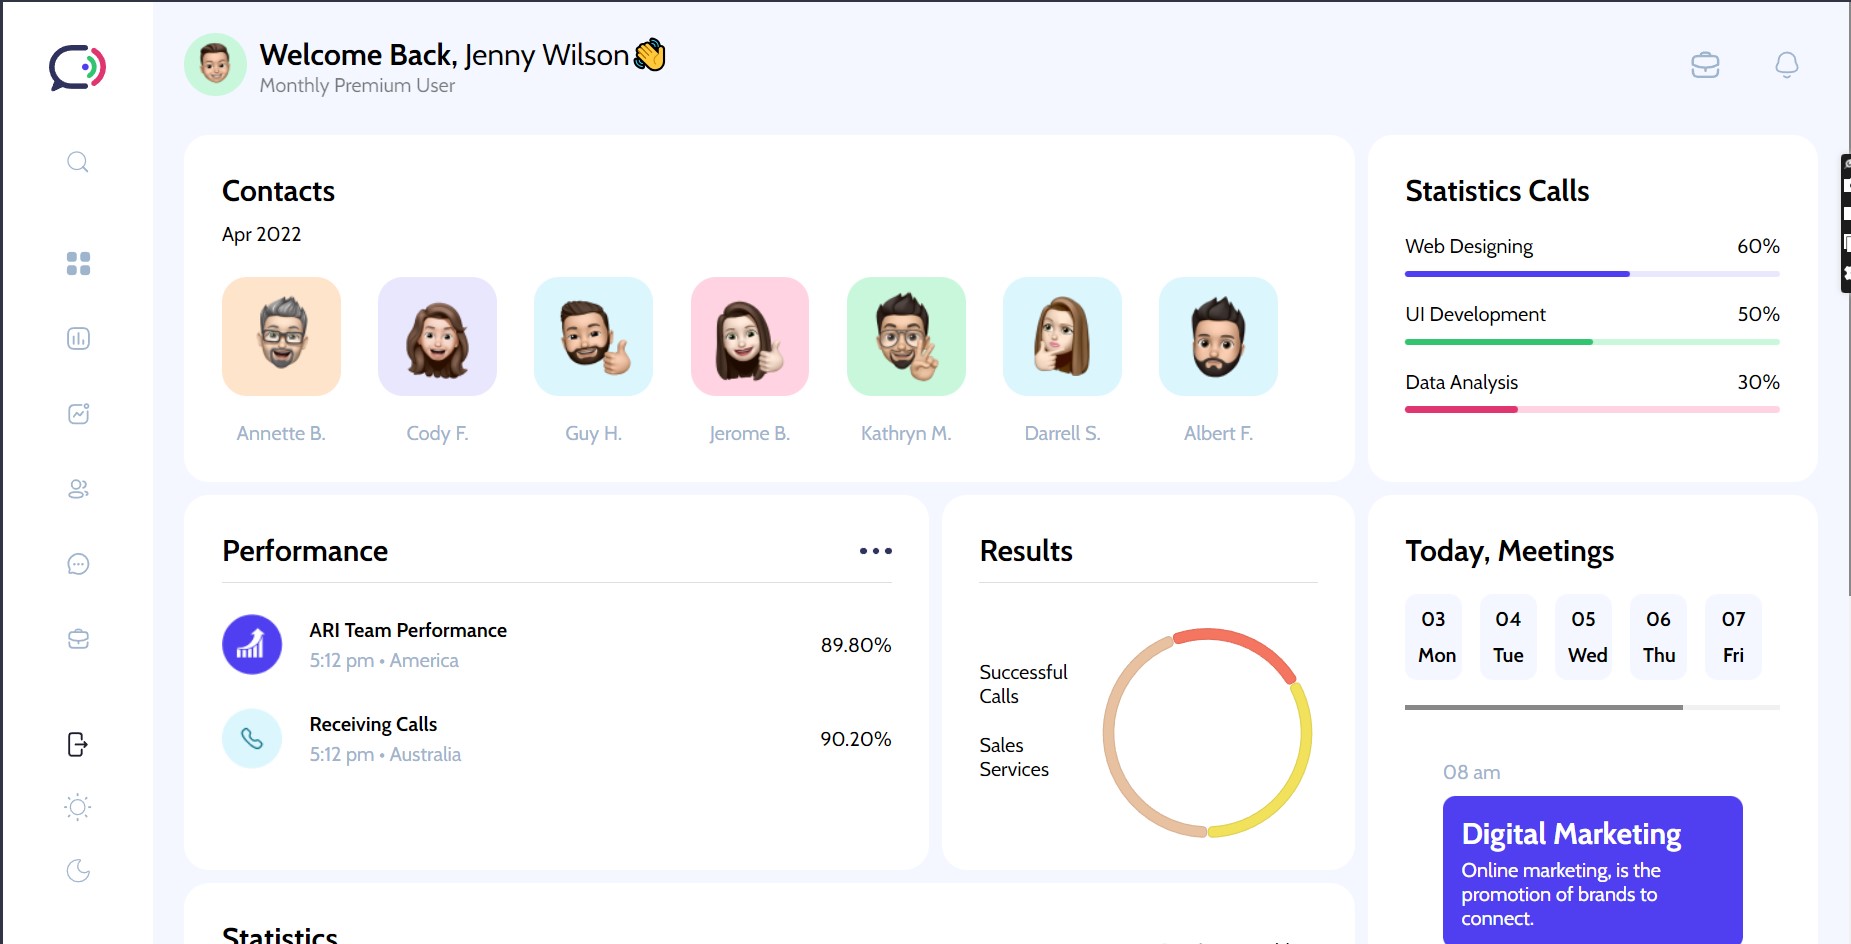 Welcome Back, Jenny Wilson👋
Monthly Premium User
Contacts
Apr 2022
Annette B.
Cody F.
Guy H.
Jerome B.
Kathryn M.
Darrell S.
Albert F.
Statistics Calls
Web Designing 60%
UI Development 50%
Data Analysis 30%
Performance
ARI Team Performance
5:12 pm • America
89.80%
Receiving Calls
5:12 pm • Australia
90.20%
Results
Successful
Calls
Sales
Services
Today, Meetings
03 04 05 06 07
Mon Tue Wed Thu Fri
08 am
Digital Marketing
Online marketing, is the
promotion of brands to
connect.
Statistics